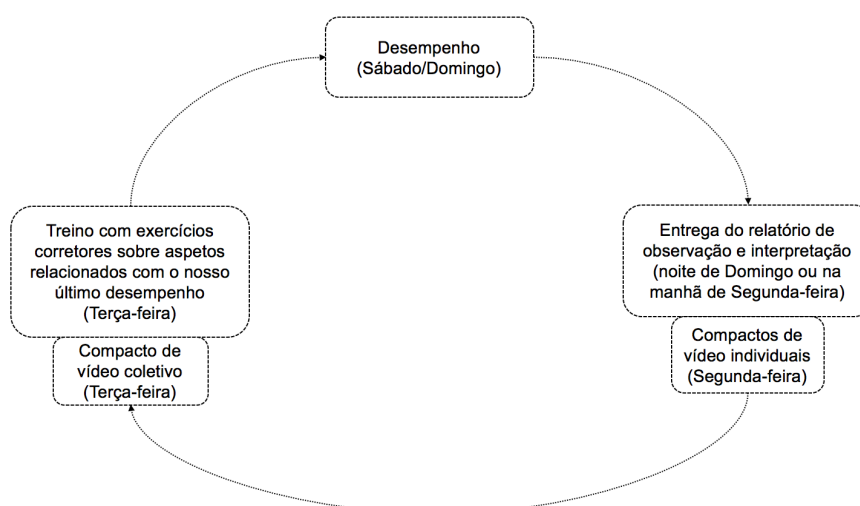 Desempenho
(Sábado/Domingo)
Treino com exercícios
corretores sobre aspetos
relacionados com o nosso
último desempenho
(Terça-feira)
Compacto de
vídeo coletivo
(Terça-feira)
Entrega do relatório de
observação e interpretação
(noite de Domingo ou na
manhã de Segunda-feira)
Compactos de
vídeo individuais
(Segunda-feira)